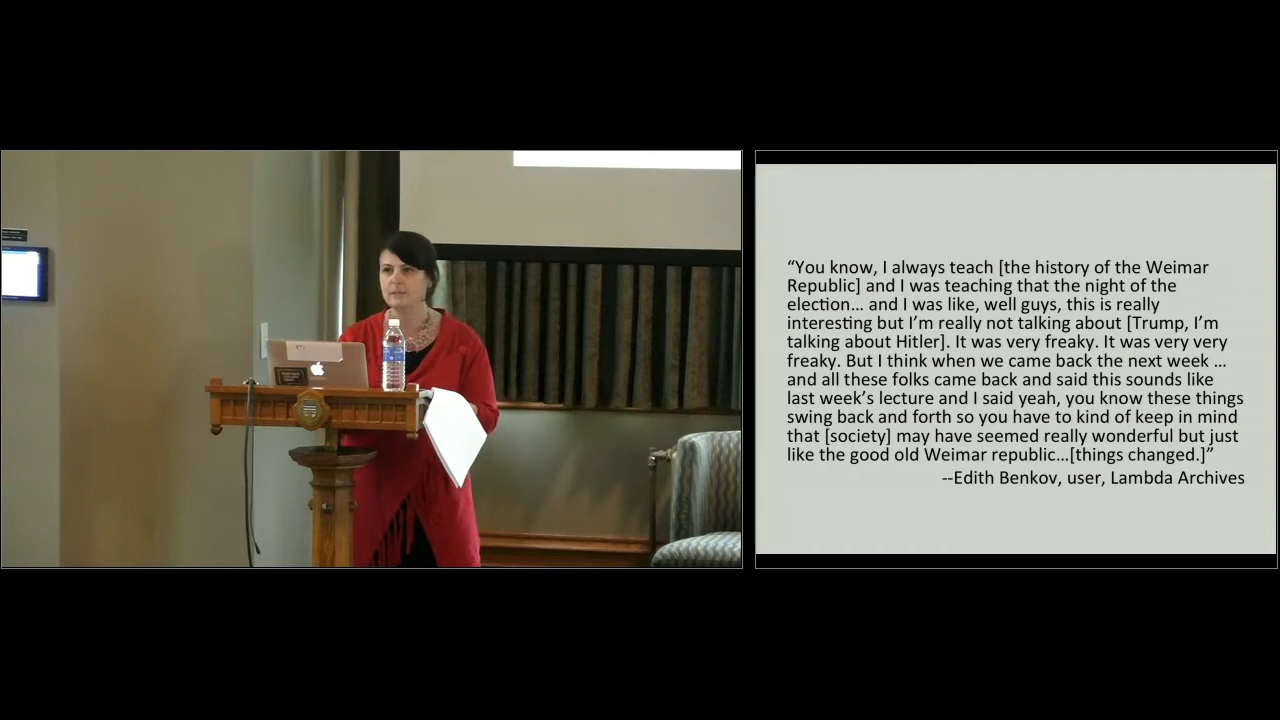 “You know, I always teach [the history of the Weimar
Republic] and I was teaching that the night of the
election… and I was like, well guys, this is really
interesting but I’m really not talking about [Trump, I’m
talking about Hitler]. It was very freaky. It was very very
freaky. But I think when we came back the next week …
and all these folks came back and said this sounds like
last week’s lecture and I said yeah, you know these things
swing back and forth so you have to kind of keep in mind
that [society] may have seemed really wonderful but just
like the good old Weimar republic…[things changed.]”
--Edith Benkov, user, Lambda Archives